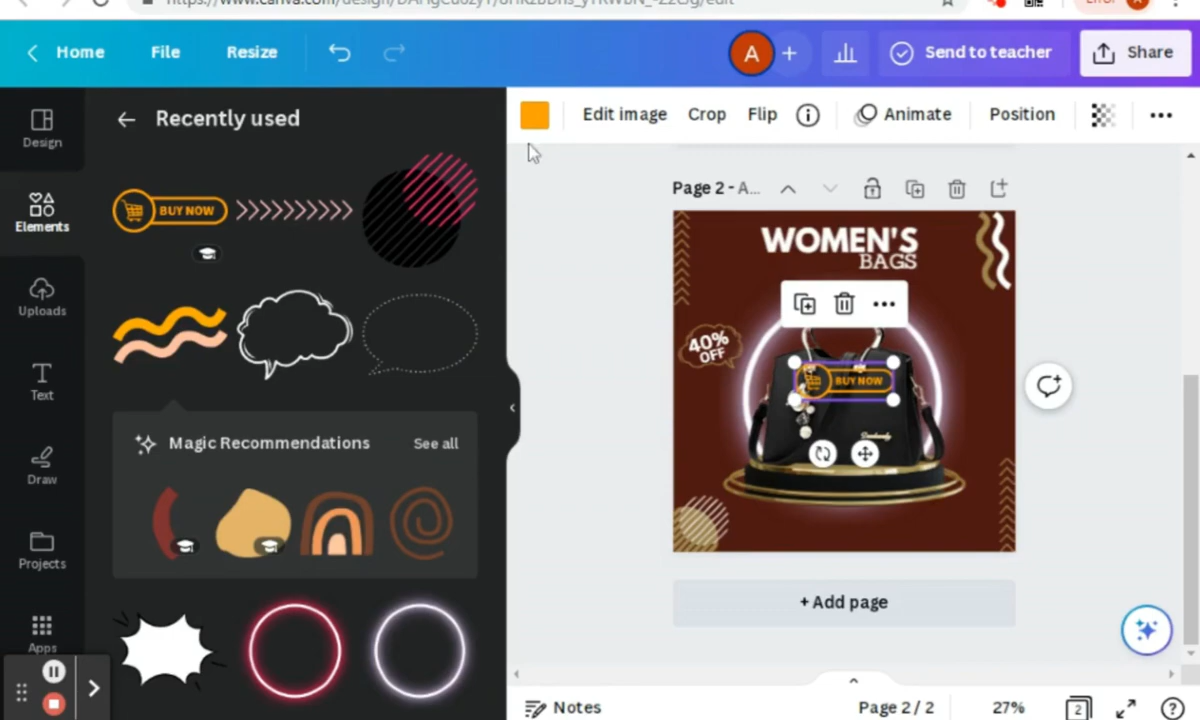 Home File Resize
A
Send to teacher
Share
Design
Elements
Uploads
Text
Draw
Projects
Apps
Recently used
BUY NOW
Magic Recommendations See all
Edit image Crop Flip Animate Position
Page 2 - A...
WOMEN'S
BAGS
40%
OFF
BUY NOW
+ Add page
Notes
Page 2 / 2
27%
2